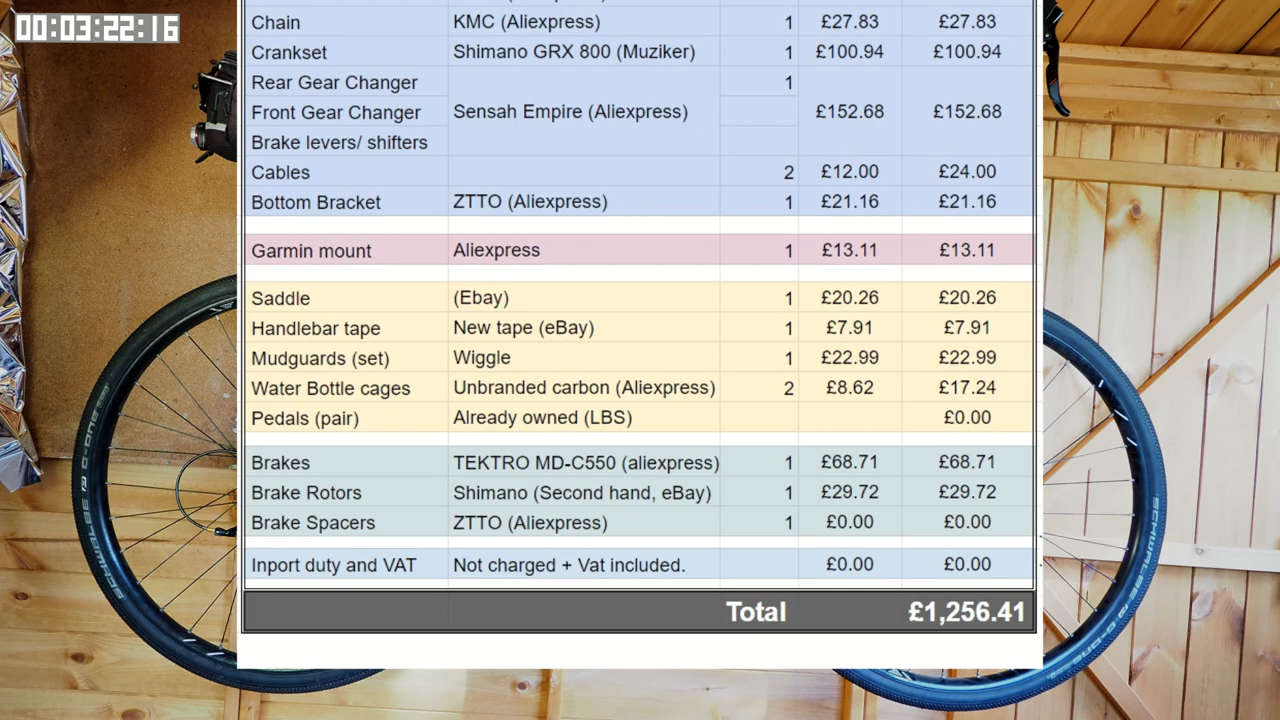 00:03:22:16
Chain KMC (Aliexpress) 1 £27.83 £27.83
Crankset Shimano GRX 800 (Muziker) 1 £100.94 £100.94
Rear Gear Changer 1
Front Gear Changer Sensah Empire (Aliexpress) £152.68 £152.68
Brake levers/ shifters
Cables 2 £12.00 £24.00
Bottom Bracket ZTTO (Aliexpress) 1 £21.16 £21.16
Garmin mount Aliexpress 1 £13.11 £13.11
Saddle (Ebay) 1 £20.26 £20.26
Handlebar tape New tape (eBay) 1 £7.91 £7.91
Mudguards (set) Wiggle 1 £22.99 £22.99
Water Bottle cages Unbranded carbon (Aliexpress) 2 £8.62 £17.24
Pedals (pair) Already owned (LBS) £0.00
Brakes TEKTRO MD-C550 (aliexpress) 1 £68.71 £68.71
Brake Rotors Shimano (Second hand, eBay) 1 £29.72 £29.72
Brake Spacers ZTTO (Aliexpress) 1 £0.00 £0.00
Inport duty and VAT Not charged + Vat included. £0.00 £0.00
Total £1,256.41
SCHWALBE G-ONE
SCHWALBE G-ONE